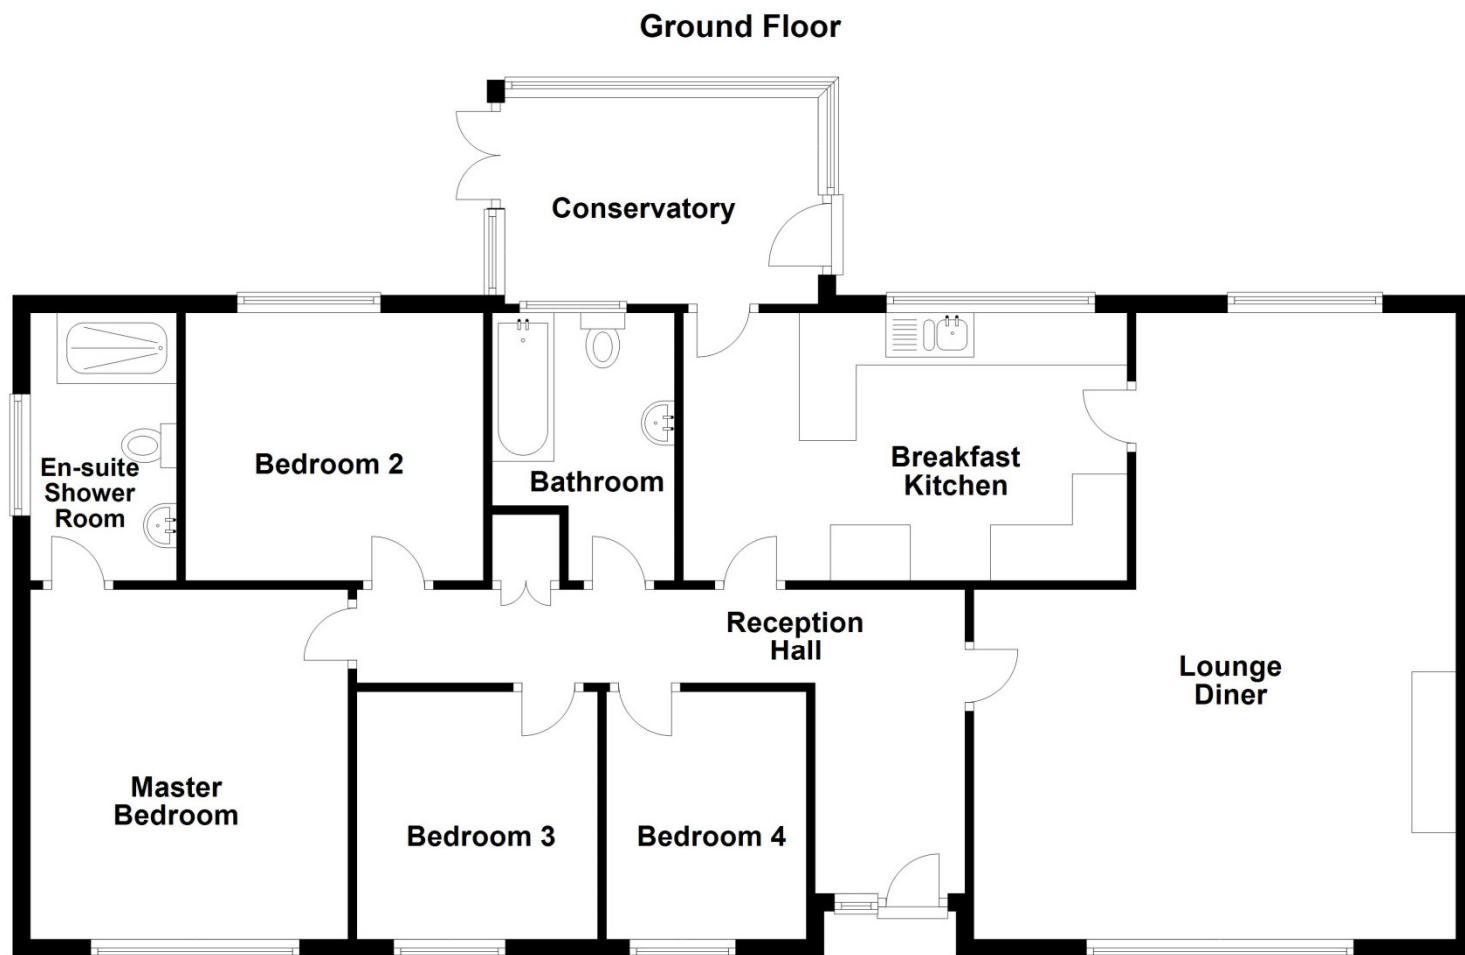 Ground Floor
Conservatory
En-suite
Shower
Room
Bedroom 2
Bathroom
Breakfast
Kitchen
Reception
Hall
Lounge
Diner
Master
Bedroom
Bedroom 3
Bedroom 4